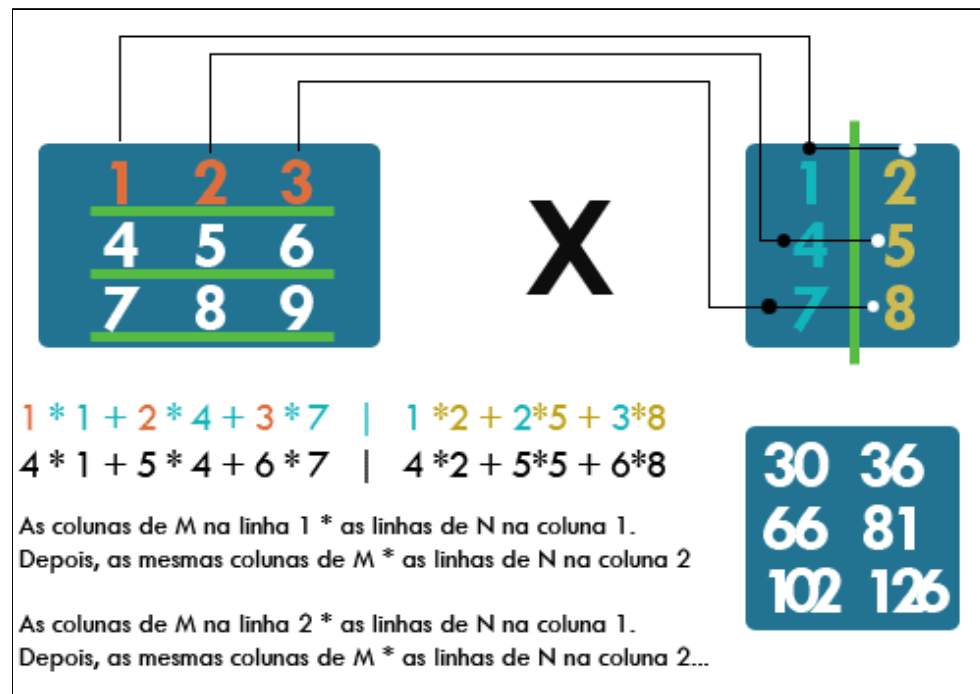 1 2 3
4 5 6
7 8 9
X
1 2
4 5
7 8
1 * 1 + 2 * 4 + 3 * 7 | 1 *2 + 2*5 + 3*8
4 * 1 + 5 * 4 + 6 * 7 | 4 *2 + 5*5 + 6*8
30 36
66 81
102 126
As colunas de M na linha 1 * as linhas de N na coluna 1.
Depois, as mesmas colunas de M * as linhas de N na coluna 2
As colunas de M na linha 2 * as linhas de N na coluna 1.
Depois, as mesmas colunas de M * as linhas de N na coluna 2...